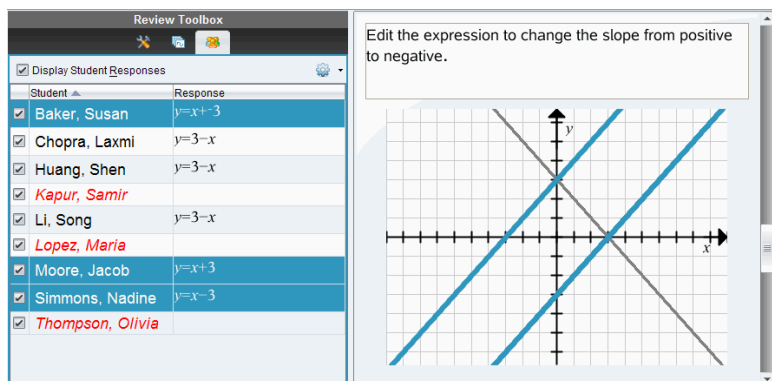 Review Toolbox
Display Student Responses
Student Response
Baker, Susan y=x+-3
Chopra, Laxmi y=3−x
Huang, Shen y=3−x
Kapur, Samir
Li, Song y=3−x
Lopez, Maria
Moore, Jacob y=x+3
Simmons, Nadine y=x−3
Thompson, Olivia
Edit the expression to change the slope from positive
to negative.
y
x